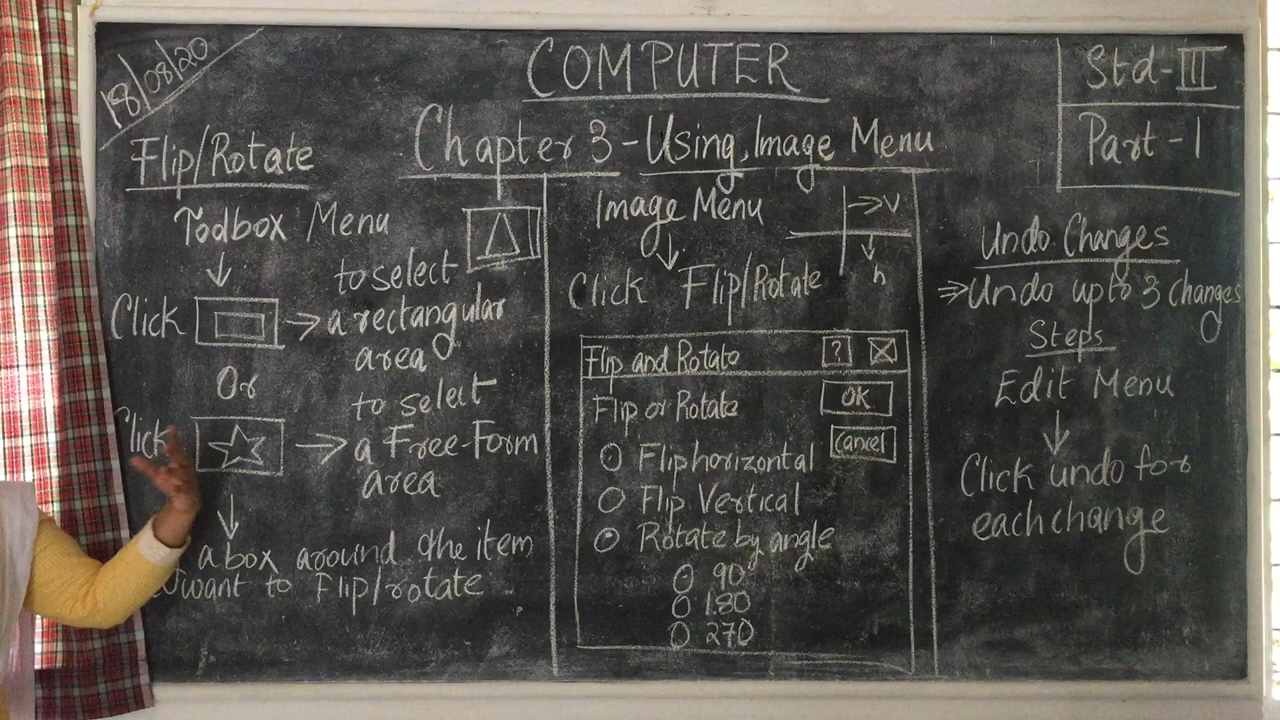 18/08/20
COMPUTER
Std-III
Part-1
Chapter 3-Using Image Menu
Flip/Rotate
Toolbox Menu
Click
to select
a rectangular
area
Or
to select
a Free-Form
area
a box around the item
want to Flip/rotate
Image Menu
→V
h
Click Flip/Rotate
Flip and Rotate ?
Flip or Rotate OK
Cancel
Flip horizontal
Flip Vertical
Rotate by angle
90
180
270
Undo Changes
⇒Undo upto 3 changes
Steps
Edit Menu
Click undo for
each change